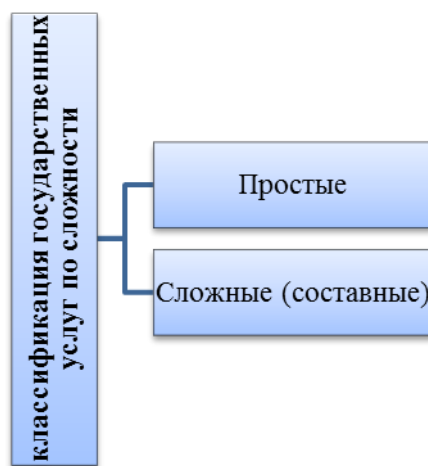 классификация государственных
услуг по сложности
Простые
Сложные (составные)